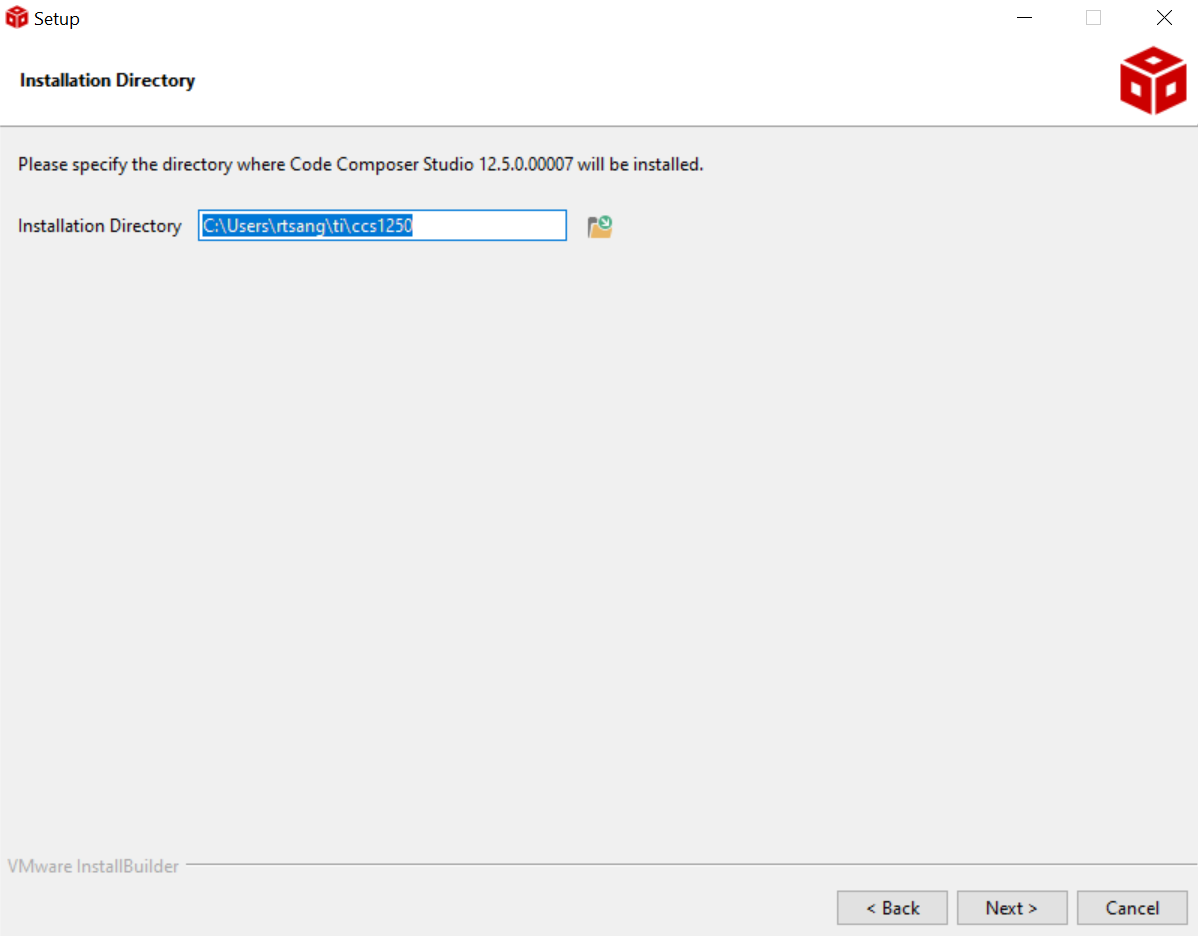 Setup
Installation Directory
Please specify the directory where Code Composer Studio 12.5.0.00007 will be installed.
Installation Directory C:\Users\rtsang\ti\ccs1250
VMware InstallBuilder
< Back Next > Cancel